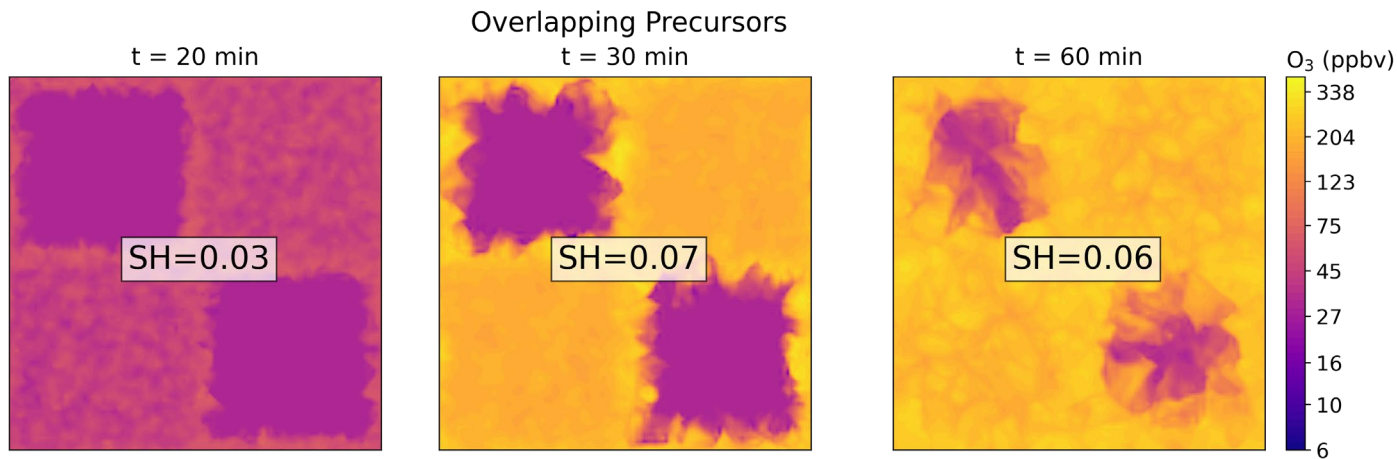 Overlapping Precursors
t = 20 min
t = 30 min
t = 60 min
O₃ (ppbv)
SH=0.03
SH=0.07
SH=0.06
338
204
123
75
45
27
16
10
6